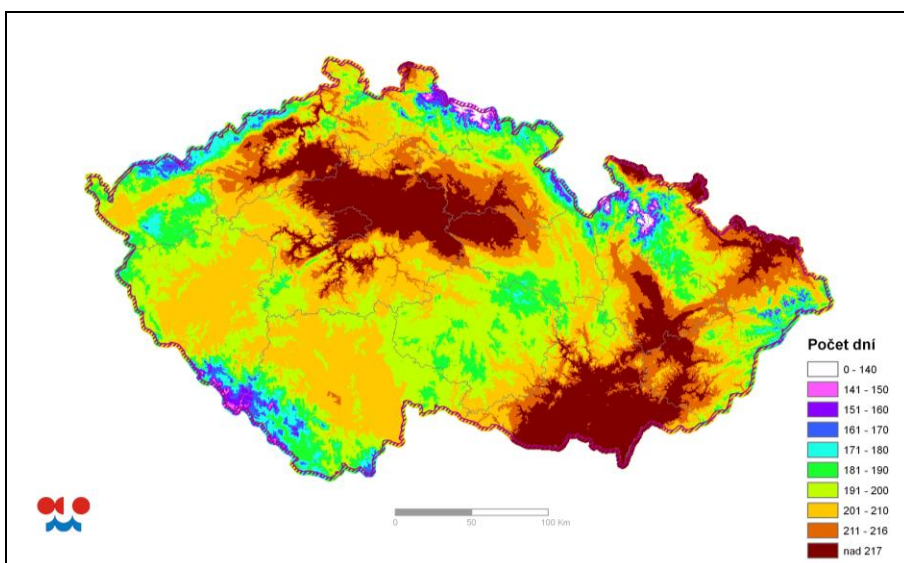 Počet dní
0 - 140
141 - 150
151 - 160
161 - 170
171 - 180
181 - 190
191 - 200
201 - 210
211 - 216
nad 217
0 50 100 Km